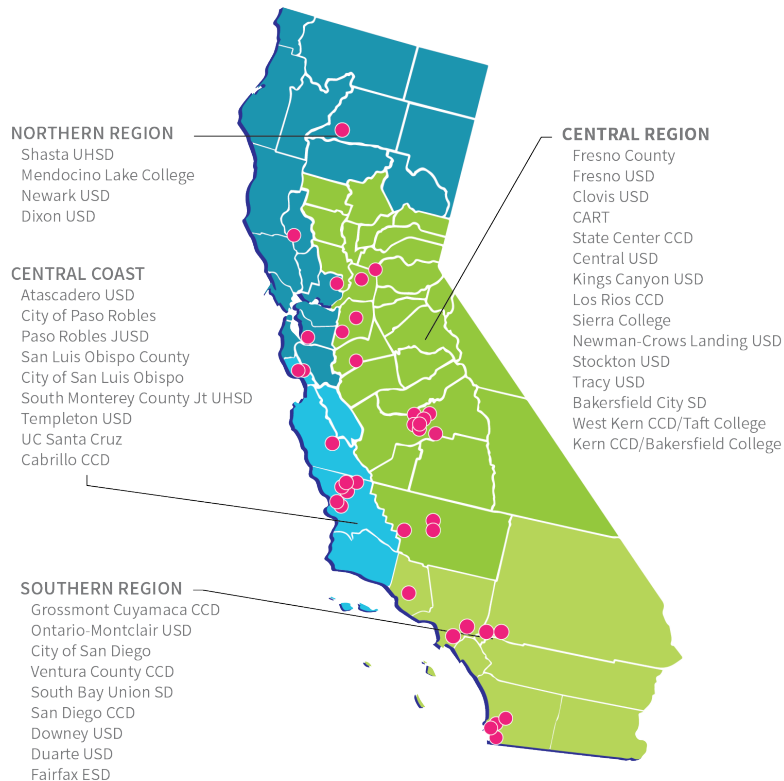 NORTHERN REGION
Shasta UHSD
Mendocino Lake College
Newark USD
Dixon USD
CENTRAL COAST
Atascadero USD
City of Paso Robles
Paso Robles JUSD
San Luis Obispo County
City of San Luis Obispo
South Monterey County Jt UHSD
Templeton USD
UC Santa Cruz
Cabrillo CCD
SOUTHERN REGION
Grossmont Cuyamaca CCD
Ontario-Montclair USD
City of San Diego
Ventura County CCD
South Bay Union SD
San Diego CCD
Downey USD
Duarte USD
Fairfax ESD
CENTRAL REGION
Fresno County
Fresno USD
Clovis USD
CART
State Center CCD
Central USD
Kings Canyon USD
Los Rios CCD
Sierra College
Newman-Crows Landing USD
Stockton USD
Tracy USD
Bakersfield City SD
West Kern CCD/Taft College
Kern CCD/Bakersfield College